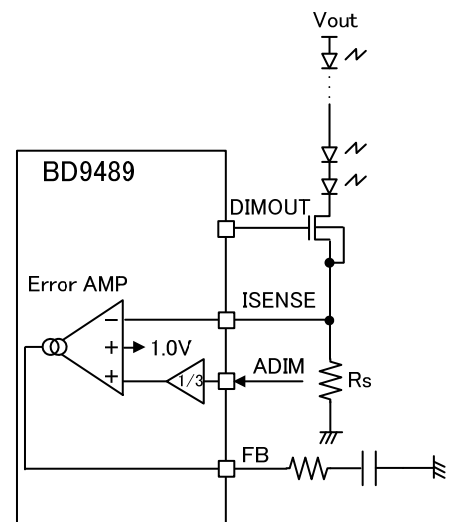 Vout
BD9489
DIMOUT
Error AMP
ISENSE
−
+
1.0V
ADIM
+
1/3
Rs
FB